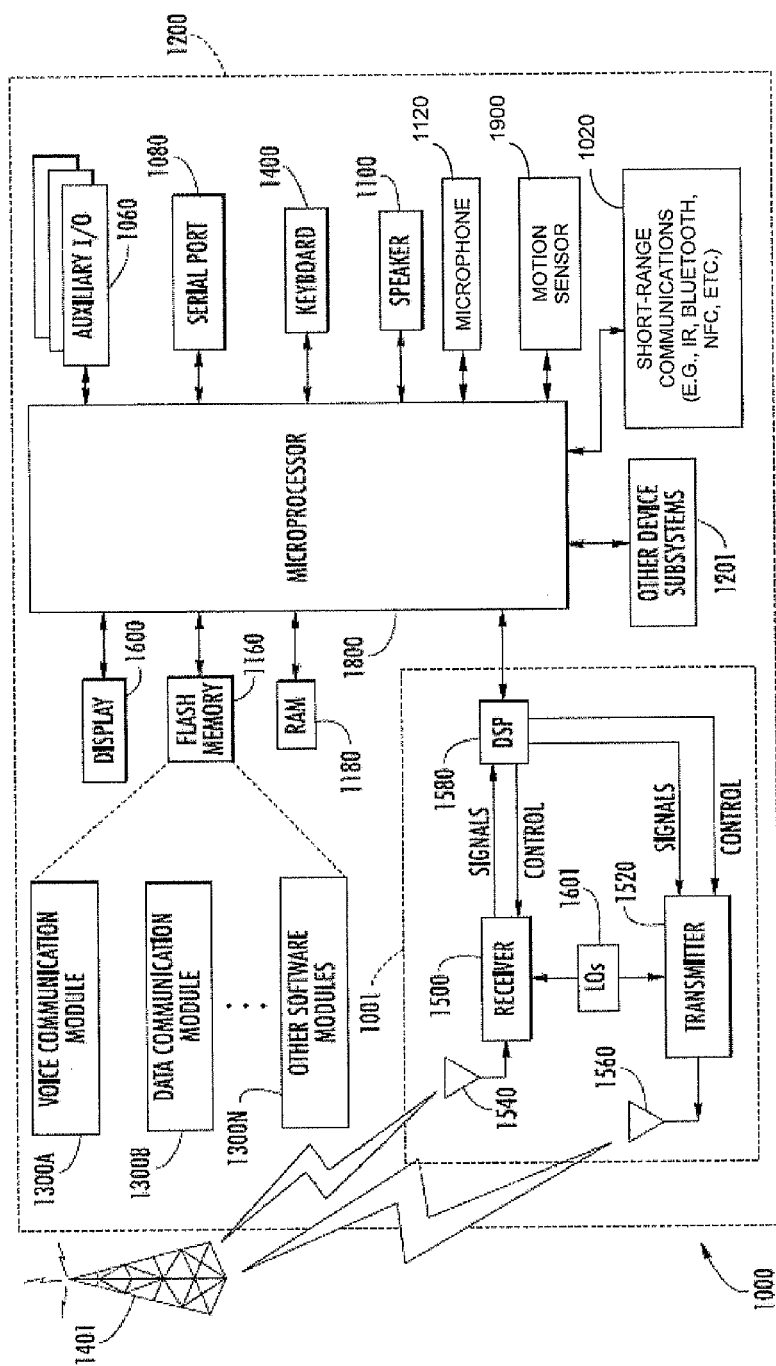 1401
1300A
VOICE COMMUNICATION
MODULE
1300B
DATA COMMUNICATION
MODULE
1300N
OTHER SOFTWARE
MODULES
DISPLAY
1600
FLASH
MEMORY
1160
RAM
1180
MICROPROCESSOR
1800
AUXILIARY I/O
1060
SERIAL PORT
1080
KEYBOARD
1400
SPEAKER
1100
MICROPHONE
1120
MOTION
SENSOR
1900
SHORT-RANGE
COMMUNICATIONS
(E.G., IR, BLUETOOTH,
NFC, ETC.)
1020
1200
OTHER DEVICE
SUBSYSTEMS
1201
1001
1540
1500
RECEIVER
SIGNALS
CONTROL
1580
DSP
LOs
1601
SIGNALS
CONTROL
1520
TRANSMITTER
1560
1000